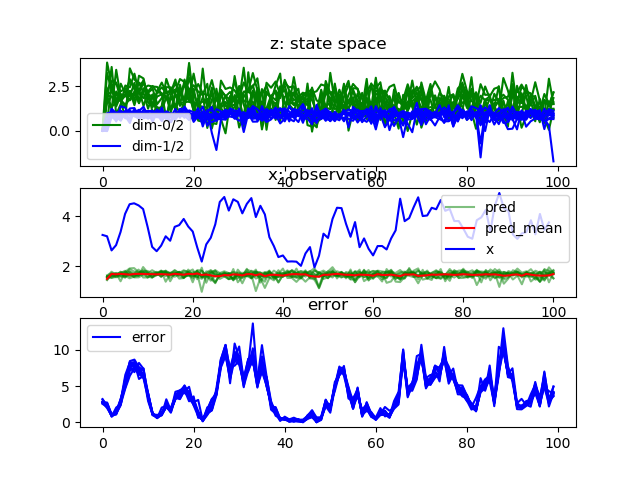 z: state space
2.5
0.0
dim-0/2
dim-1/2
0 20 40 60 80 100
x: observation
4
2
pred
pred_mean
x
0 20 40 60 80 100
error
10
5
0
error
0 20 40 60 80 100